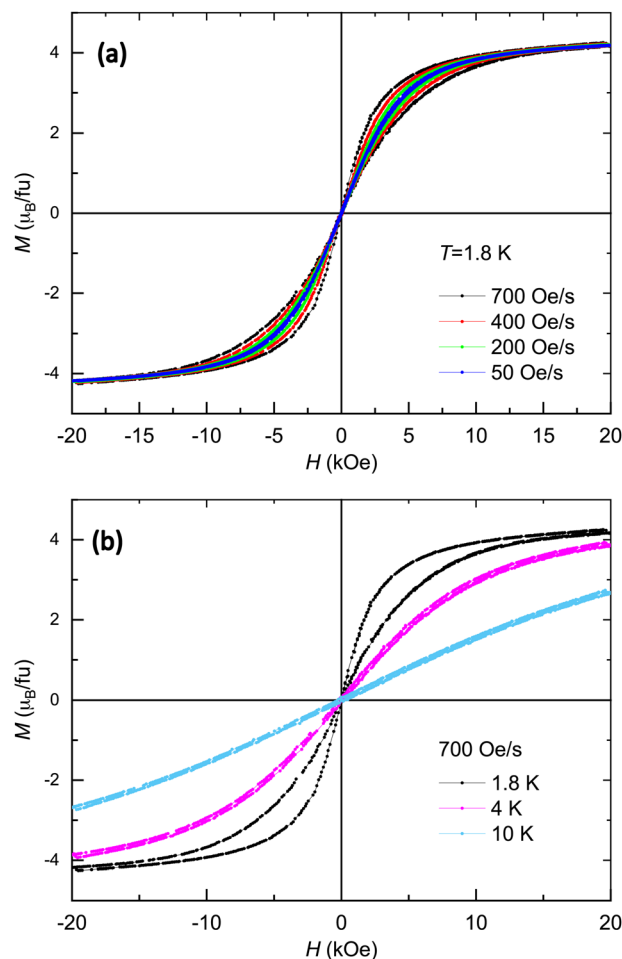 (a)
4
2
0
-2
-4
M (μB/fu)
T=1.8 K
700 Oe/s
400 Oe/s
200 Oe/s
50 Oe/s
-20 -15 -10 -5 0 5 10 15 20
H (kOe)
(b)
4
2
0
-2
-4
M (μB/fu)
700 Oe/s
1.8 K
4 K
10 K
-20 -10 0 10 20
H (kOe)